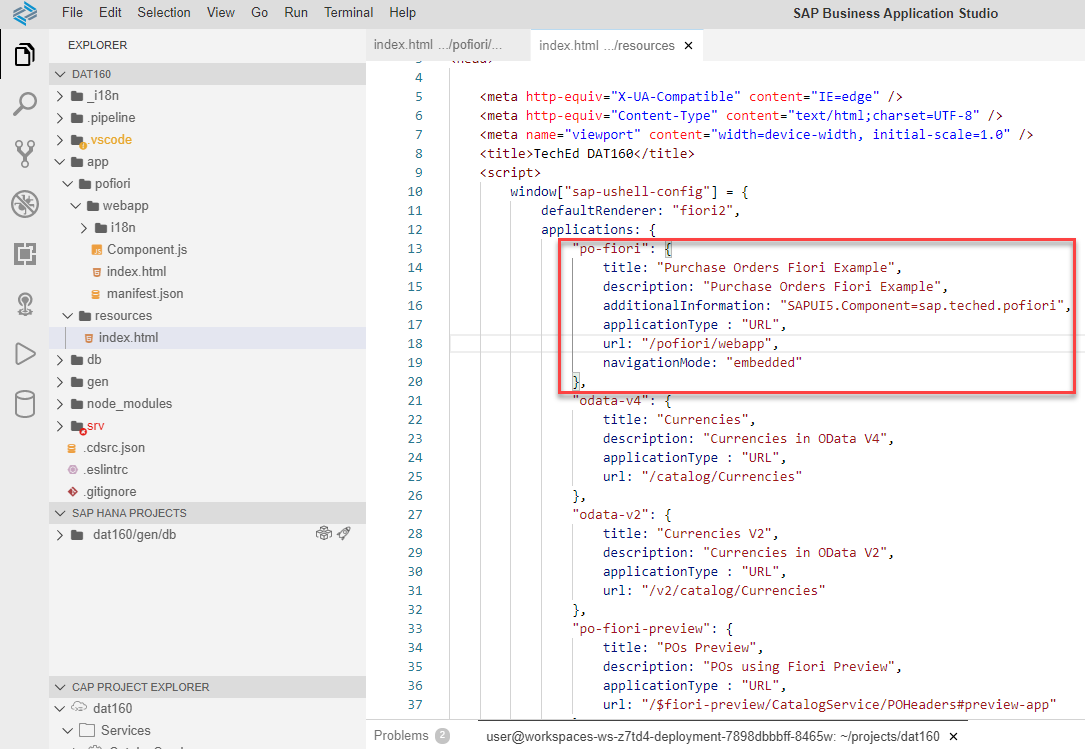 File Edit Selection View Go Run Terminal Help
SAP Business Application Studio
EXPLORER
DAT160
_i18n
.pipeline
.vscode
app
pofiori
webapp
i18n
Component.js
index.html
manifest.json
resources
index.html
db
gen
node_modules
srv
.cdsrc.json
.eslintrc
.gitignore
SAP HANA PROJECTS
dat160/gen/db
CAP PROJECT EXPLORER
dat160
Services
index.html .../pofiori/...
index.html .../resources
4
5 <meta http-equiv="X-UA-Compatible" content="IE=edge" />
6 <meta http-equiv="Content-Type" content="text/html;charset=UTF-8" />
7 <meta name="viewport" content="width=device-width, initial-scale=1.0" />
8 <title>TechEd DAT160</title>
9 <script>
10 window["sap-ushell-config"] = {
11 defaultRenderer: "fiori2",
12 applications: {
13 "po-fiori": {
14 title: "Purchase Orders Fiori Example",
15 description: "Purchase Orders Fiori Example",
16 additionalInformation: "SAPUI5.Component=sap.teched.pofiori",
17 applicationType : "URL",
18 url: "/pofiori/webapp",
19 navigationMode: "embedded"
20 },
21 "odata-v4": {
22 title: "Currencies",
23 description: "Currencies in OData V4",
24 applicationType : "URL",
25 url: "/catalog/Currencies"
26 },
27 "odata-v2": {
28 title: "Currencies V2",
29 description: "Currencies in OData V2",
30 applicationType : "URL",
31 url: "/v2/catalog/Currencies"
32 },
33 "po-fiori-preview": {
34 title: "POs Preview",
35 description: "POs using Fiori Preview",
36 applicationType : "URL",
37 url: "/$fiori-preview/CatalogService/POHeaders#preview-app"
Problems 2
user@workspaces-ws-z7td4-deployment-7898dbbbff-8465w: ~/projects/dat160